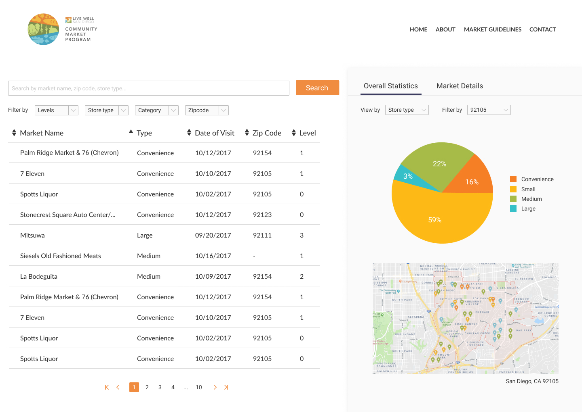 LIVE WELL
COMMUNITY
MARKET
PROGRAM
HOME ABOUT MARKET GUIDELINES CONTACT
Search by market name, zip code, store type...
Search
Filter by Levels Store type Category Zipcode
Market Name Type Date of Visit Zip Code Level
Palm Ridge Market & 76 (Chevron) Convenience 10/12/2017 92154 1
7 Eleven Convenience 10/10/2017 92105 1
Spotts Liquor Convenience 10/02/2017 92105 0
Stonecrest Square Auto Center/... Convenience 10/12/2017 92123 0
Mitsuwa Large 09/20/2017 92111 3
Siesels Old Fashioned Meats Medium 10/16/2017 - 1
La Bodeguita Medium 10/09/2017 92154 2
Palm Ridge Market & 76 (Chevron) Convenience 10/12/2017 92154 1
7 Eleven Convenience 10/10/2017 92105 1
Spotts Liquor Convenience 10/02/2017 92105 0
Spotts Liquor Convenience 10/02/2017 92105 0
1 2 3 4 ... 10
Overall Statistics Market Details
View by Store type Filter by 92105
22%
3%
16%
59%
Convenience
Small
Medium
Large
San Diego, CA 92105